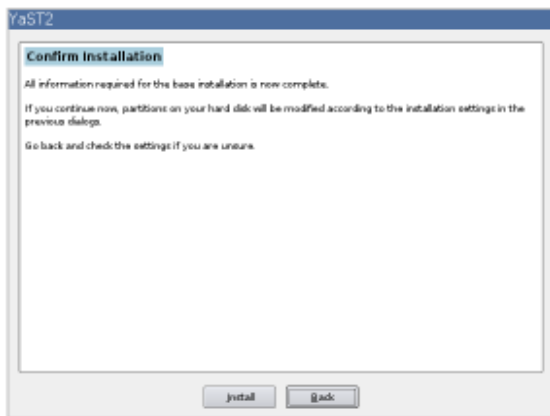 YaST2
Confirm Installation
All information required for the base installation is now complete.
If you continue now, partitions on your hard disk will be modified according to the installation settings in the
previous dialogs.
Go back and check the settings if you are unsure.
Install
Back